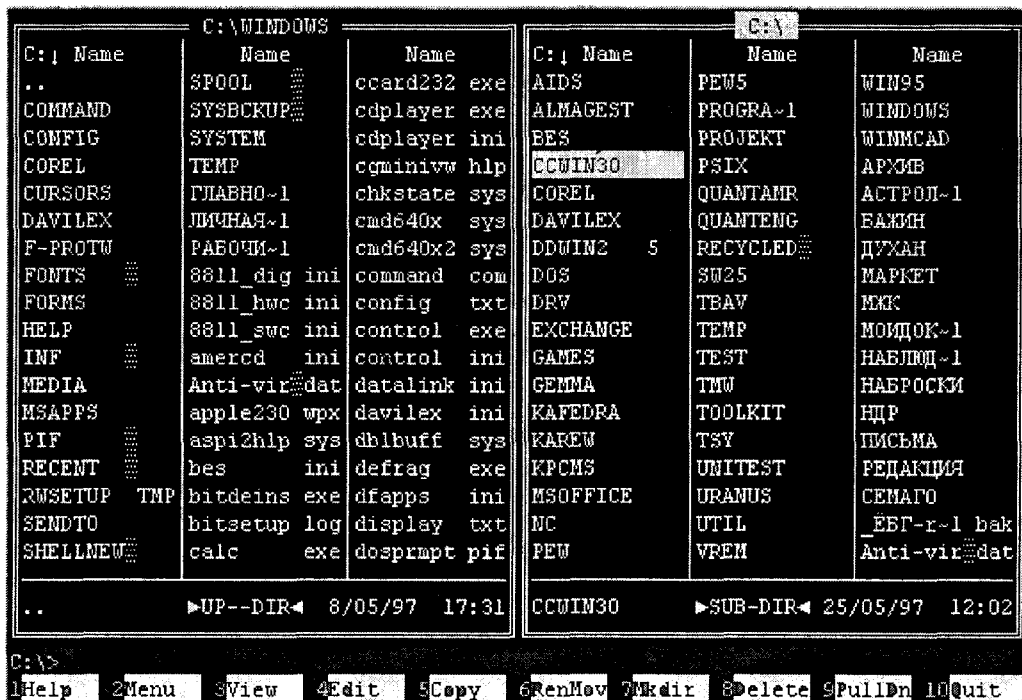 C:\WINDOWS C:\
C:↓ Name Name Name C:↓ Name Name Name
.. SPOOL ccard232 exe AIDS PEW5 WIN95
COMMAND SYSBCKUP cdplayer exe ALMAGEST PROGRA~1 WINDOWS
CONFIG SYSTEM cdplayer ini BES PROJEKT WINMCAD
COREL TEMP cgminivw hlp CCWIN30 PSIX АРХИВ
CURSORS ГЛАВНО~1 chkstate sys COREL QUANTAMR АСТРОЛ~1
DAVILEX ЛИЧНАЯ~1 cmd640x sys DAVILEX QUANTENG ВАЖИН
F-PROTW РАБОЧИ~1 cmd640x2 sys DDWIN2 5 RECYCLED ДУХАН
FONTS 8811_dig ini command com DOS SW25 МАРКЕТ
FORMS 8811_hwc ini config txt DRV TBAV МЖК
HELP 8811_swc ini control exe EXCHANGE TEMP МОИДОК~1
INF amercd ini control ini GAMES TEST НАБЛЮД~1
MEDIA Anti-vir dat datalink ini GEMMA TMW НАБРОСКИ
MSAPPS apple230 wpx davilex ini KAFEDRA TOOLKIT НДР
PIF aspi2hlp sys dblbuff sys KAREW TSY ПИСЬМА
RECENT bes ini defrag exe KPCMS UNITEST РЕДАКЦИЯ
RWSETUP TMP bitdeins exe dfapps ini MSOFFICE URANUS СЕМАГО
SENDTO bitsetup log display txt NC UTIL _ЁБГ-r~1 bak
SHELLNEW calc exe dosprmpt pif PEW VREM Anti-vir dat
.. ►UP--DIR◄ 8/05/97 17:31 CCWIN30 ►SUB-DIR◄ 25/05/97 12:02
C:\>
1Help 2Menu 3View 4Edit 5Copy 6RenMov 7Mkdir 8Delete 9PullDn 10Quit